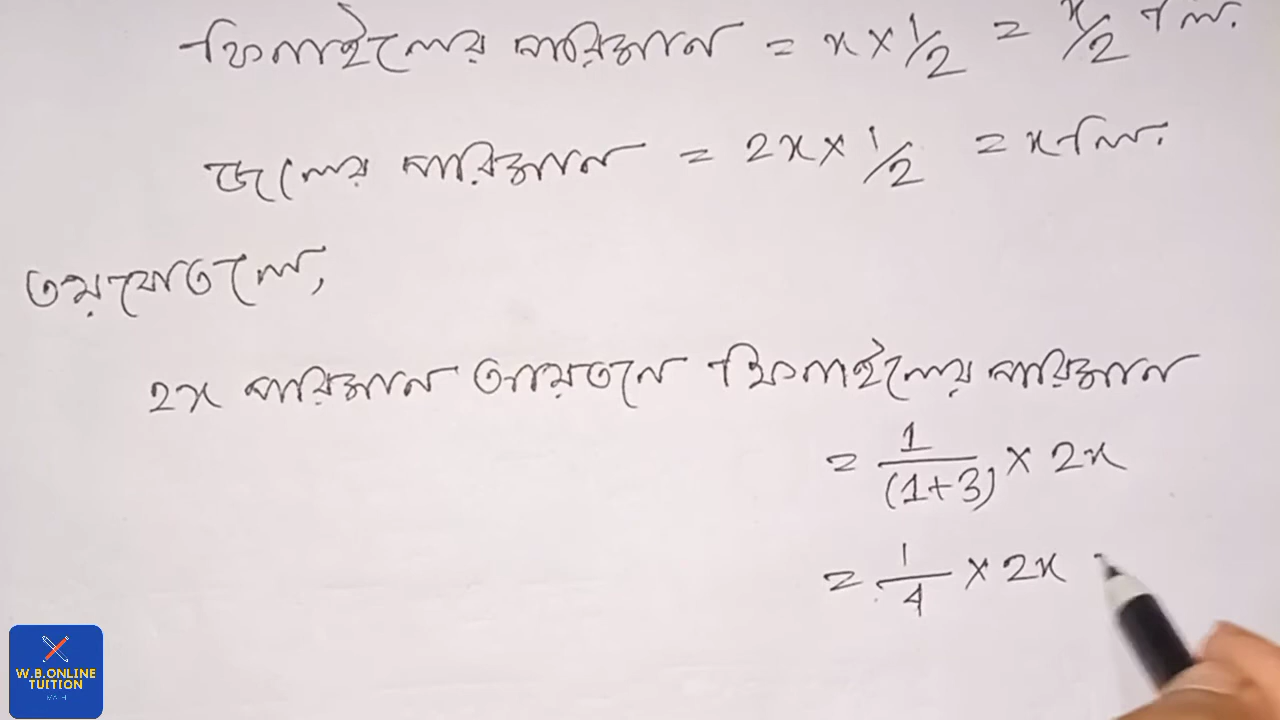 ফিনাইলের পরিমান = x × 1/2 = x/2 লি.
জলের পরিমান = 2x × 1/2 = x লি.
2x পরিমান আয়তনে ফিনাইলের পরিমান
= 1/(1+3) × 2x
= 1/4 × 2x
W.B.ONLINE
TUITION
MATH